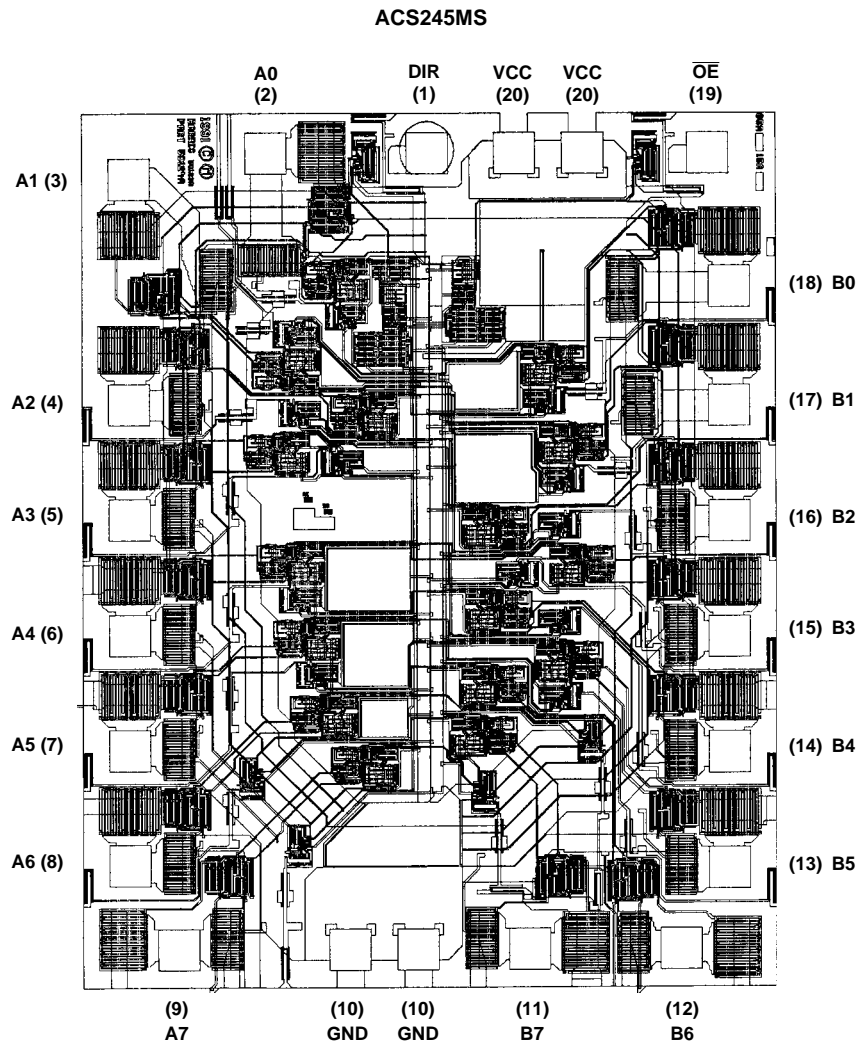 ACS245MS
A0 (2)
DIR (1)
VCC (20)
VCC (20)
O̅E̅ (19)
A1 (3)
(18) B0
A2 (4)
(17) B1
A3 (5)
(16) B2
A4 (6)
(15) B3
A5 (7)
(14) B4
A6 (8)
(13) B5
(9) A7
(10) GND
(10) GND
(11) B7
(12) B6